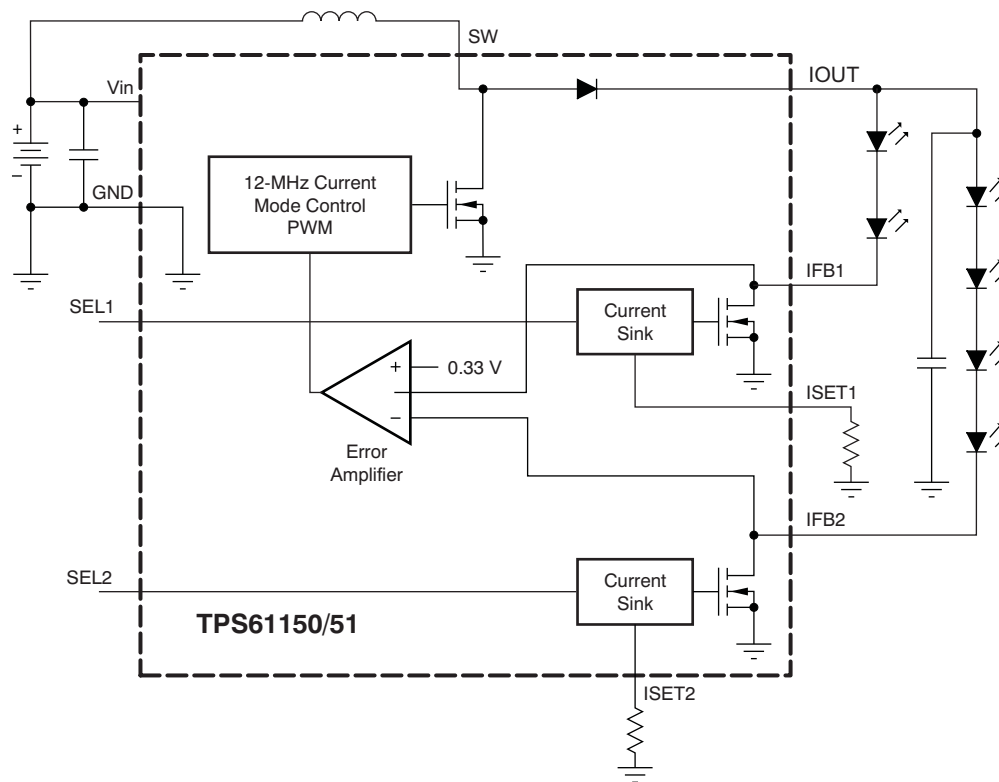 SW
Vin
IOUT
+
−
12-MHz Current
Mode Control
PWM
GND
IFB1
SEL1
Current
Sink
+
0.33 V
−
−
ISET1
Error
Amplifier
IFB2
SEL2
Current
Sink
TPS61150/51
ISET2